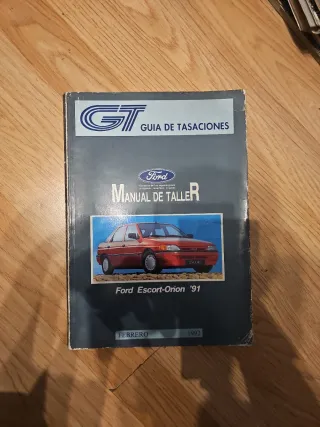 GT GUIA DE TASACIONES
Ford
MANUAL DE TALLER
Ford Escort-Orion '91
FEBRERO